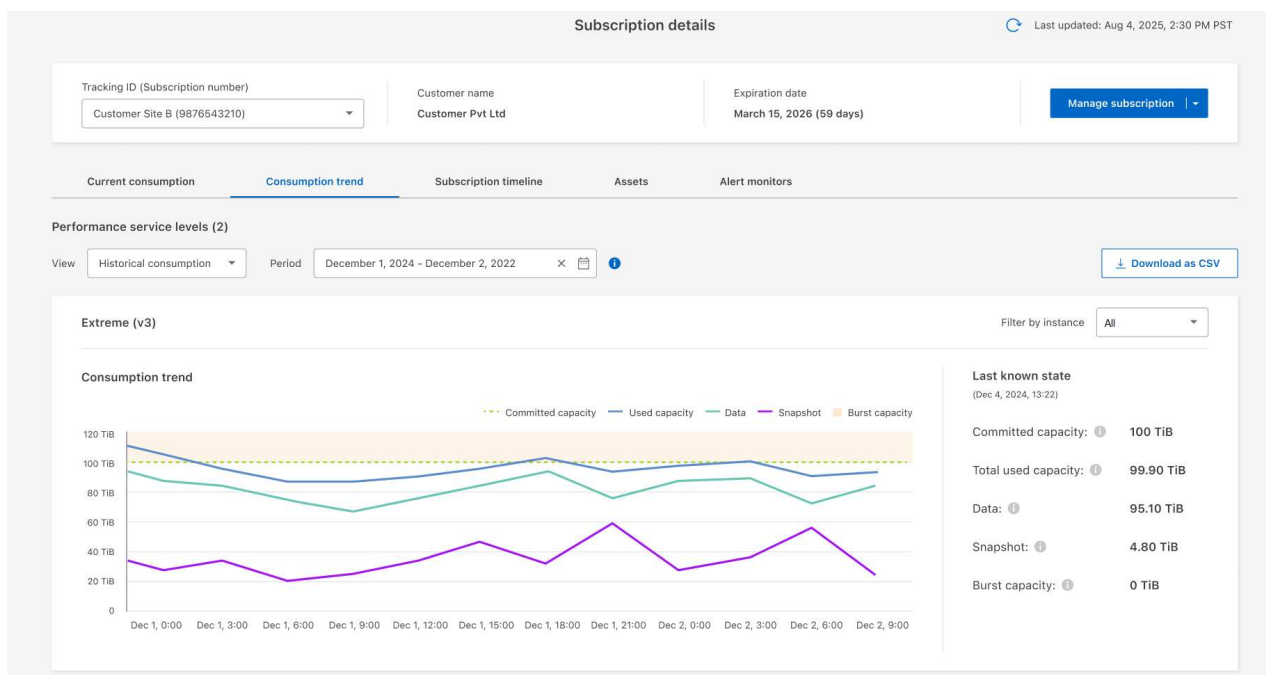 Subscription details
Last updated: Aug 4, 2025, 2:30 PM PST
Tracking ID (Subscription number)
Customer Site B (9876543210)
Customer name
Customer Pvt Ltd
Expiration date
March 15, 2026 (59 days)
Manage subscription
Current consumption
Consumption trend
Subscription timeline
Assets
Alert monitors
Performance service levels (2)
View
Historical consumption
Period
December 1, 2024 - December 2, 2022
Download as CSV
Extreme (v3)
Filter by instance
All
Consumption trend
Committed capacity
Used capacity
Data
Snapshot
Burst capacity
120 TiB
100 TiB
80 TiB
60 TiB
40 TiB
20 TiB
0
Dec 1, 0:00
Dec 1, 3:00
Dec 1, 6:00
Dec 1, 9:00
Dec 1, 12:00
Dec 1, 15:00
Dec 1, 18:00
Dec 1, 21:00
Dec 2, 0:00
Dec 2, 3:00
Dec 2, 6:00
Dec 2, 9:00
Last known state
(Dec 4, 2024, 13:22)
Committed capacity: 100 TiB
Total used capacity: 99.90 TiB
Data: 95.10 TiB
Snapshot: 4.80 TiB
Burst capacity: 0 TiB